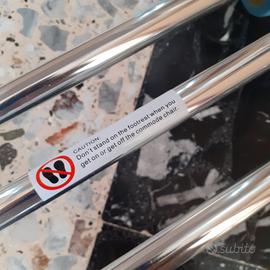 CAUTION:
Don't stand on the footrest when you
get on or get off the commode chair.
subito